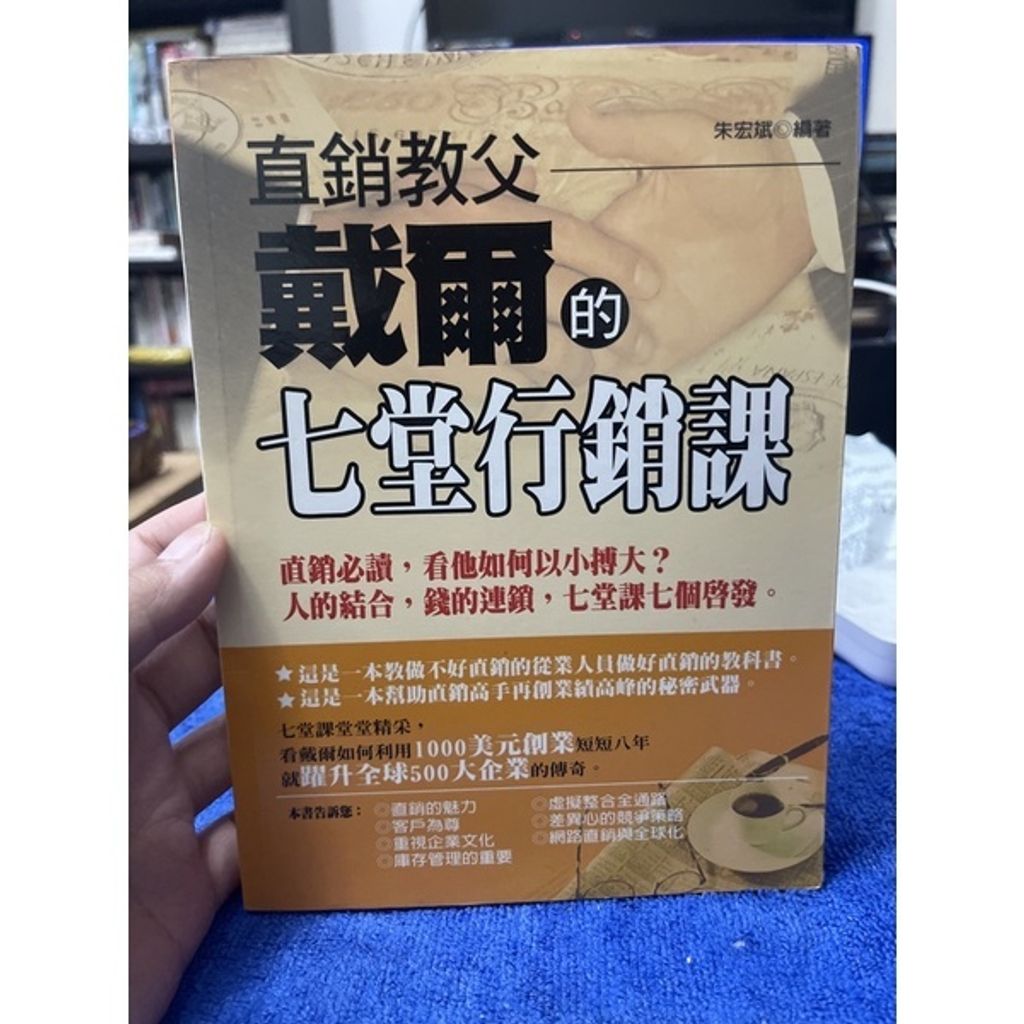 朱宏斌◎編著
直銷教父
戴爾的
七堂行銷課
直銷必讀，看他如何以小搏大？
人的結合，錢的連鎖，七堂課七個啓發。
★這是一本教做不好直銷的從業人員做好直銷的教科書。
★這是一本幫助直銷高手再創業績高峰的秘密武器。
七堂課堂堂精采，
看戴爾如何利用1000美元創業短短八年
就躍升全球500大企業的傳奇。
本書告訴您：
◎直銷的魅力
◎客戶為尊
◎重視企業文化
◎庫存管理的重要
◎虛擬整合全通路
◎差異心的競爭策略
◎網路直銷與全球化